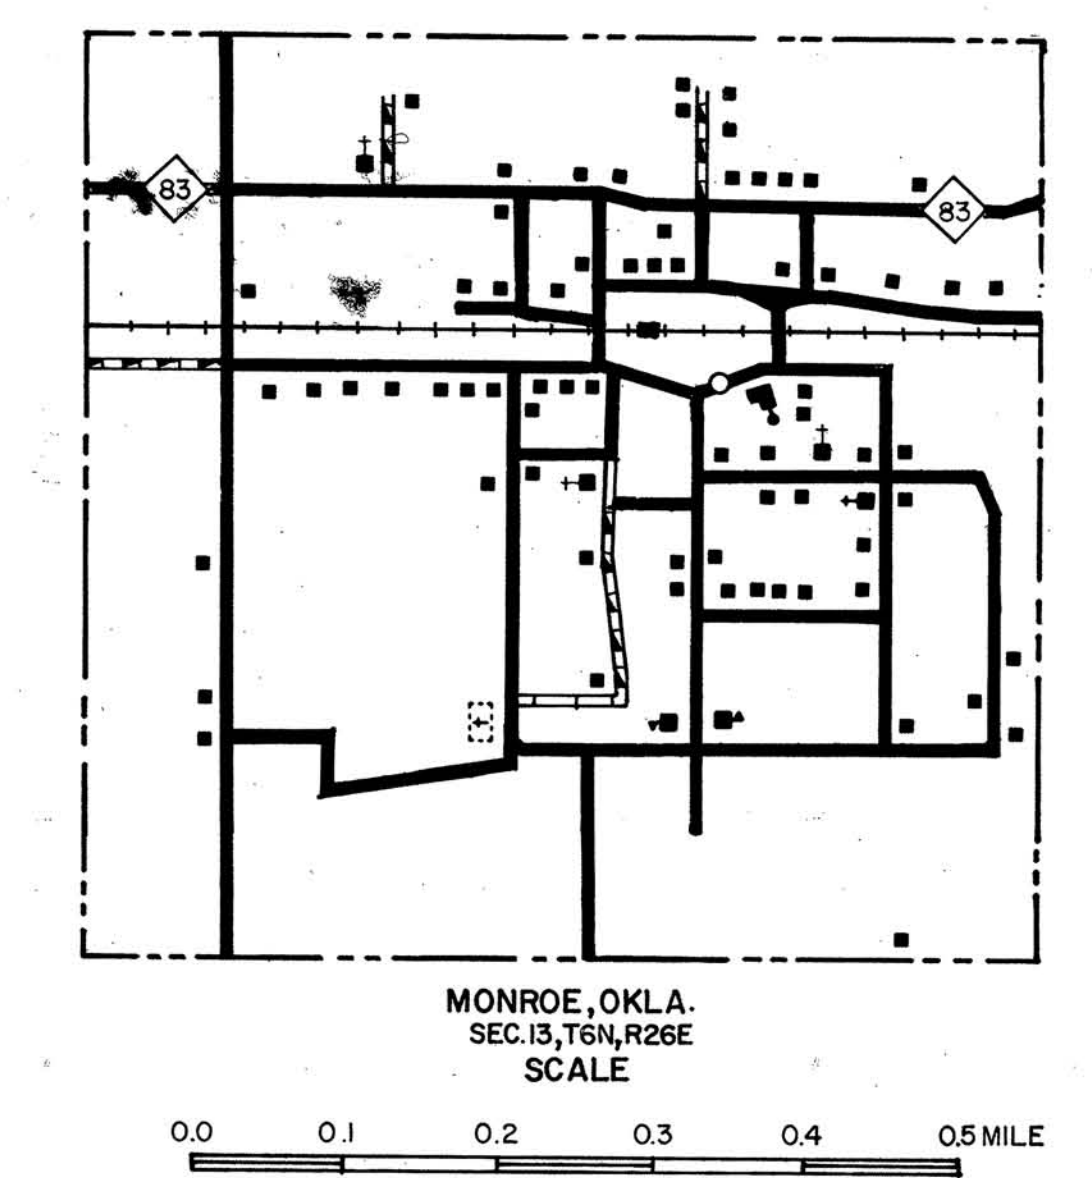 83
83
MONROE, OKLA.
SEC. 13, T6N, R26E
SCALE
0.0 0.1 0.2 0.3 0.4 0.5 MILE